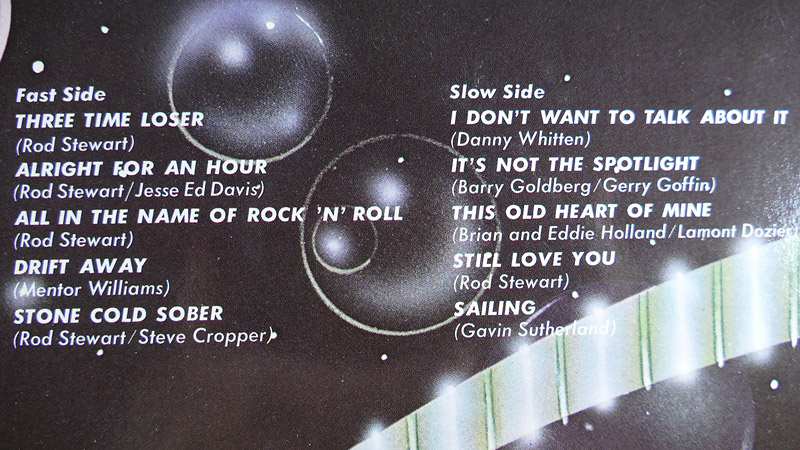 Fast Side
THREE TIME LOSER
(Rod Stewart)
ALRIGHT FOR AN HOUR
(Rod Stewart/Jesse Ed Davis)
ALL IN THE NAME OF ROCK 'N' ROLL
(Rod Stewart)
DRIFT AWAY
(Mentor Williams)
STONE COLD SOBER
(Rod Stewart/Steve Cropper)
Slow Side
I DON'T WANT TO TALK ABOUT IT
(Danny Whitten)
IT'S NOT THE SPOTLIGHT
(Barry Goldberg/Gerry Goffin)
THIS OLD HEART OF MINE
(Brian and Eddie Holland/Lamont Dozier)
STILL LOVE YOU
(Rod Stewart)
SAILING
(Gavin Sutherland)